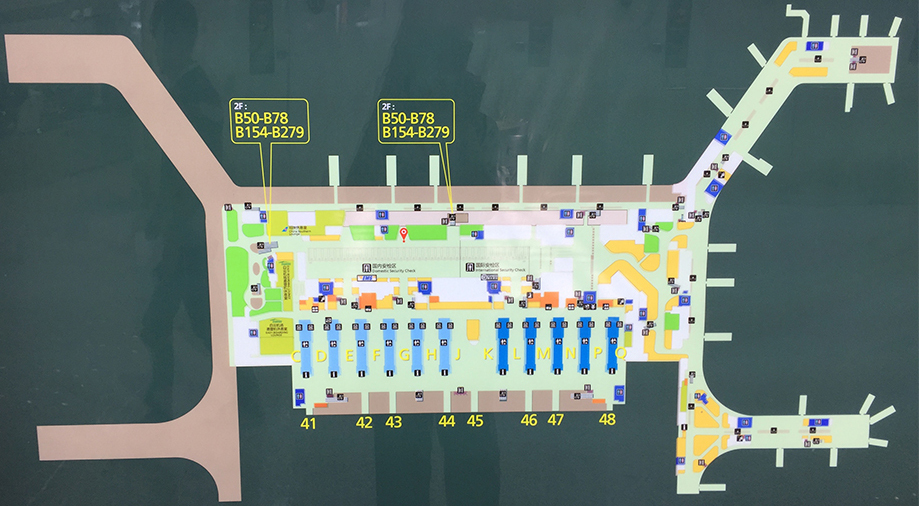 2F:
B50-B78
B154-B279
2F:
B50-B78
B154-B279
国内安检区
Domestic Security Check
国际安检区
International Security Check
C D E F G H J K L M N P Q
41 42 43 44 45 46 47 48